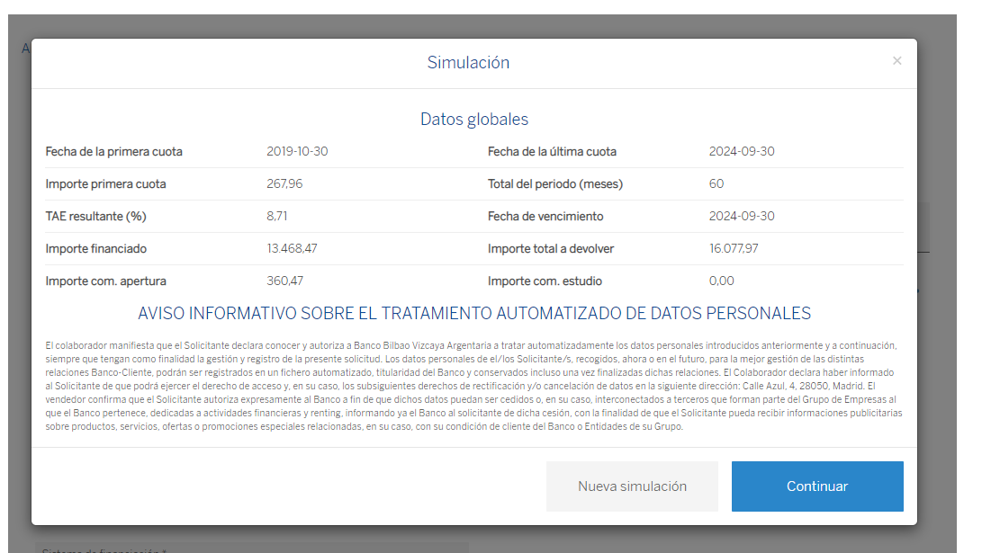 Simulación ×
Datos globales
Fecha de la primera cuota 2019-10-30 Fecha de la última cuota 2024-09-30
Importe primera cuota 267,96 Total del periodo (meses) 60
TAE resultante (%) 8,71 Fecha de vencimiento 2024-09-30
Importe financiado 13.468,47 Importe total a devolver 16.077,97
Importe com. apertura 360,47 Importe com. estudio 0,00
AVISO INFORMATIVO SOBRE EL TRATAMIENTO AUTOMATIZADO DE DATOS PERSONALES
El colaborador manifiesta que el Solicitante declara conocer y autoriza a Banco Bilbao Vizcaya Argentaria a tratar automatizadamente los datos personales introducidos anteriormente y a continuación,
siempre que tengan como finalidad la gestión y registro de la presente solicitud. Los datos personales de el/los Solicitante/s, recogidos, ahora o en el futuro, para la mejor gestión de las distintas
relaciones Banco-Cliente, podrán ser registrados en un fichero automatizado, titularidad del Banco y conservados incluso una vez finalizadas dichas relaciones. El Colaborador declara haber informado
al Solicitante de que podrá ejercer el derecho de acceso y, en su caso, los subsiguientes derechos de rectificación y/o cancelación de datos en la siguiente dirección: Calle Azul, 4, 28050, Madrid. El
vendedor confirma que el Solicitante autoriza expresamente al Banco a fin de que dichos datos puedan ser cedidos o, en su caso, interconectados a terceros que forman parte del Grupo de Empresas al
que el Banco pertenece, dedicadas a actividades financieras y renting, informando ya el Banco al solicitante de dicha cesión, con la finalidad de que el Solicitante pueda recibir informaciones publicitarias
sobre productos, servicios, ofertas o promociones especiales relacionadas, en su caso, con su condición de cliente del Banco o Entidades de su Grupo.
Nueva simulación Continuar